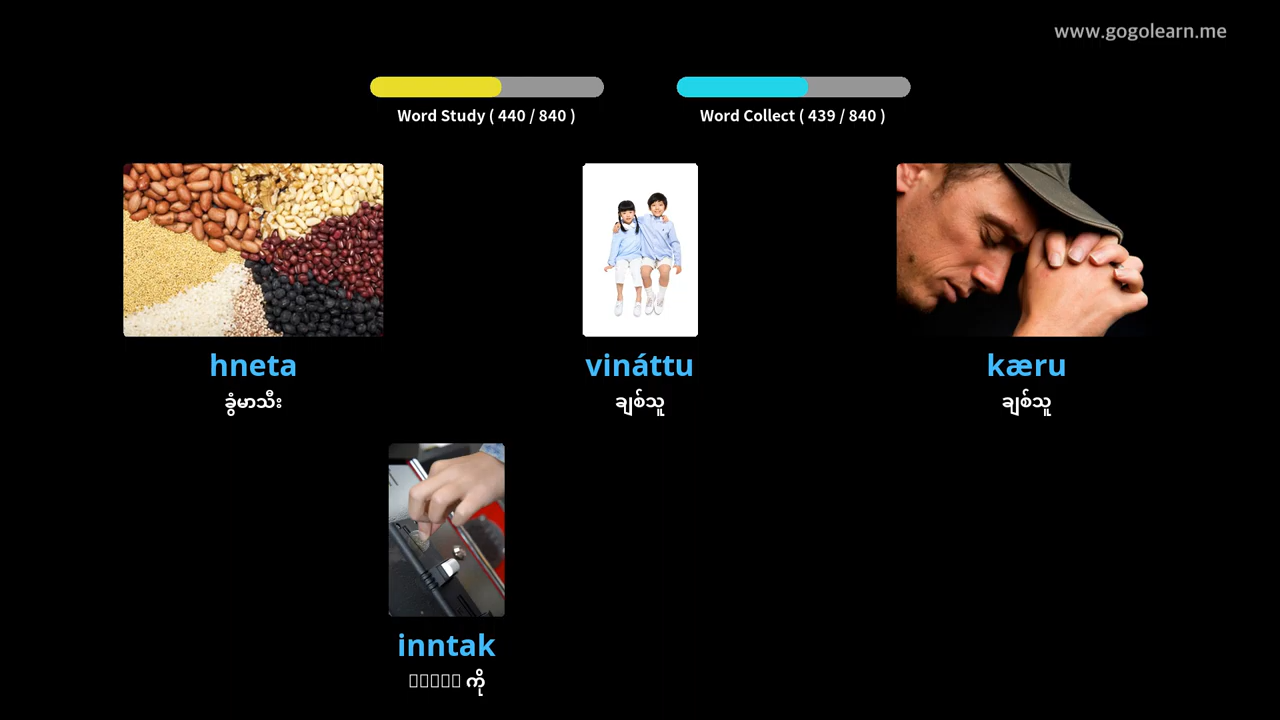 www.gogolearn.me
Word Study ( 440 / 840 )
Word Collect ( 439 / 840 )
hneta
vináttu
kæru
ခွံမာသီး
ချစ်သူ
ချစ်သူ
inntak
ကို